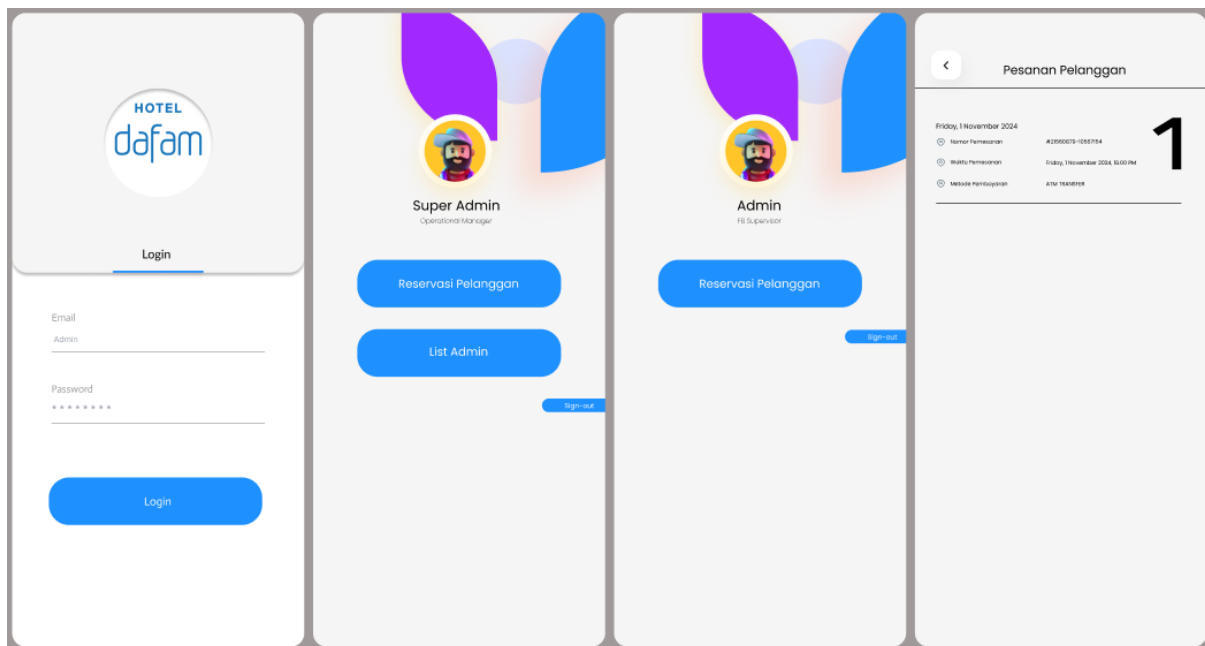 HOTEL
dafam
Login
Email
Admin
Password
********
Login
Super Admin
Operational Manager
Reservasi Pelanggan
List Admin
Sign-out
Admin
FB Supervisor
Reservasi Pelanggan
Sign-out
Pesanan Pelanggan
Friday, 1 November 2024
1
Nomor Pemesanan
Waktu Pemesanan Friday, 1 November 2024, 16:00 PM
Metode Pembayaran ATM TRANSFER